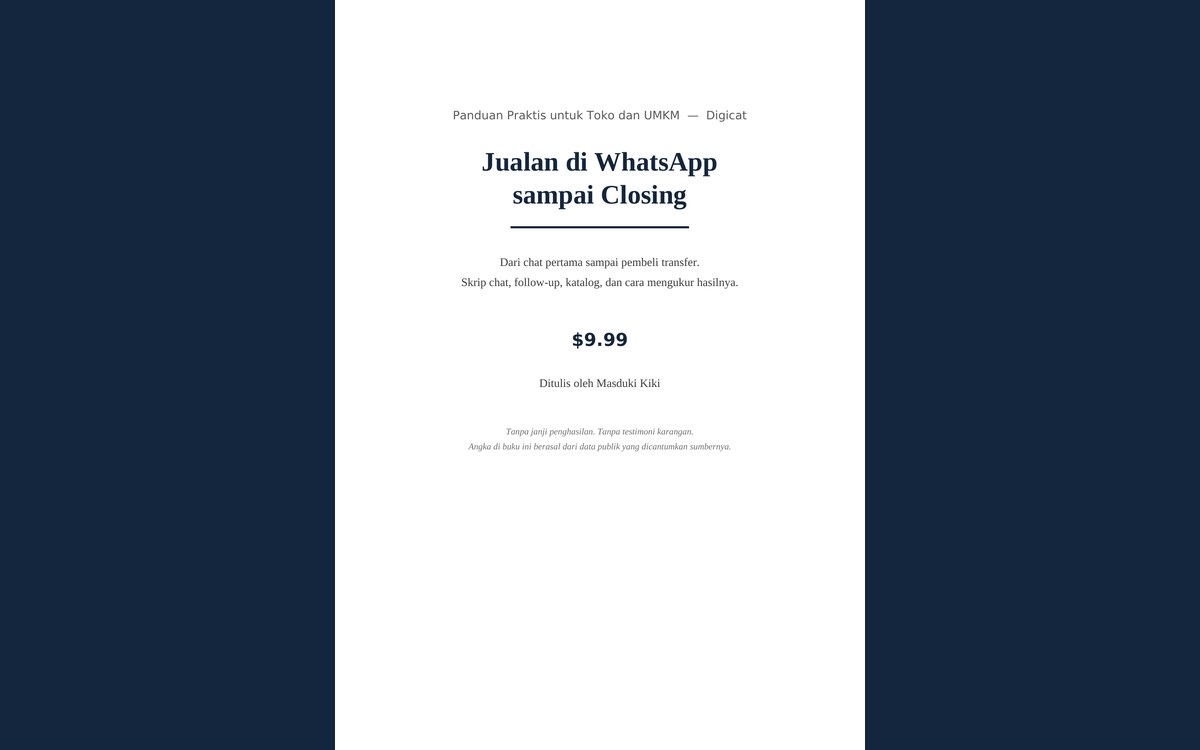 Panduan Praktis untuk Toko dan UMKM — Digicat
Jualan di WhatsApp
sampai Closing
Dari chat pertama sampai pembeli transfer.
Skrip chat, follow-up, katalog, dan cara mengukur hasilnya.
$9.99
Ditulis oleh Masduki Kiki
Tanpa janji penghasilan. Tanpa testimoni karangan.
Angka di buku ini berasal dari data publik yang dicantumkan sumbernya.